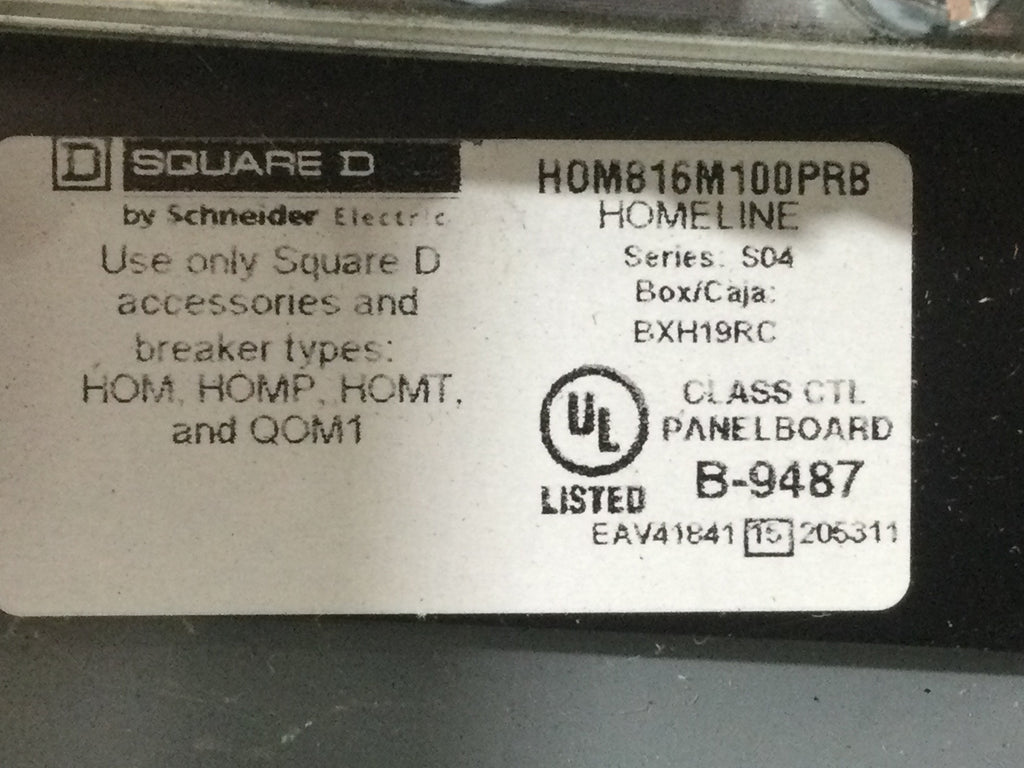 D SQUARE D
by Schneider Electric
Use only Square D
accessories and
breaker types:
HOM, HOMP, HOMT,
and QOM1
HOM816M100PRB
HOMELINE
Series: S04
Box/Caja:
BXH19RC
UL
LISTED
CLASS CTL
PANELBOARD
B-9487
EAV41841 15 205311